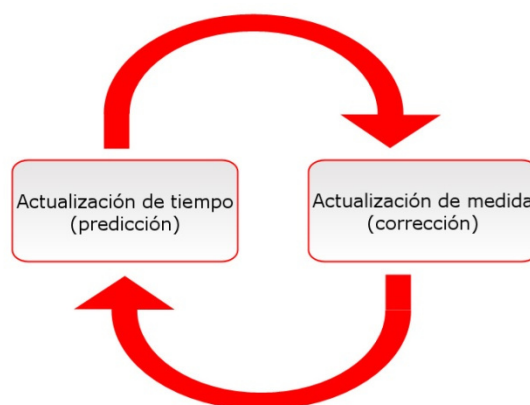 Actualización de tiempo
(predicción)
Actualización de medida
(corrección)